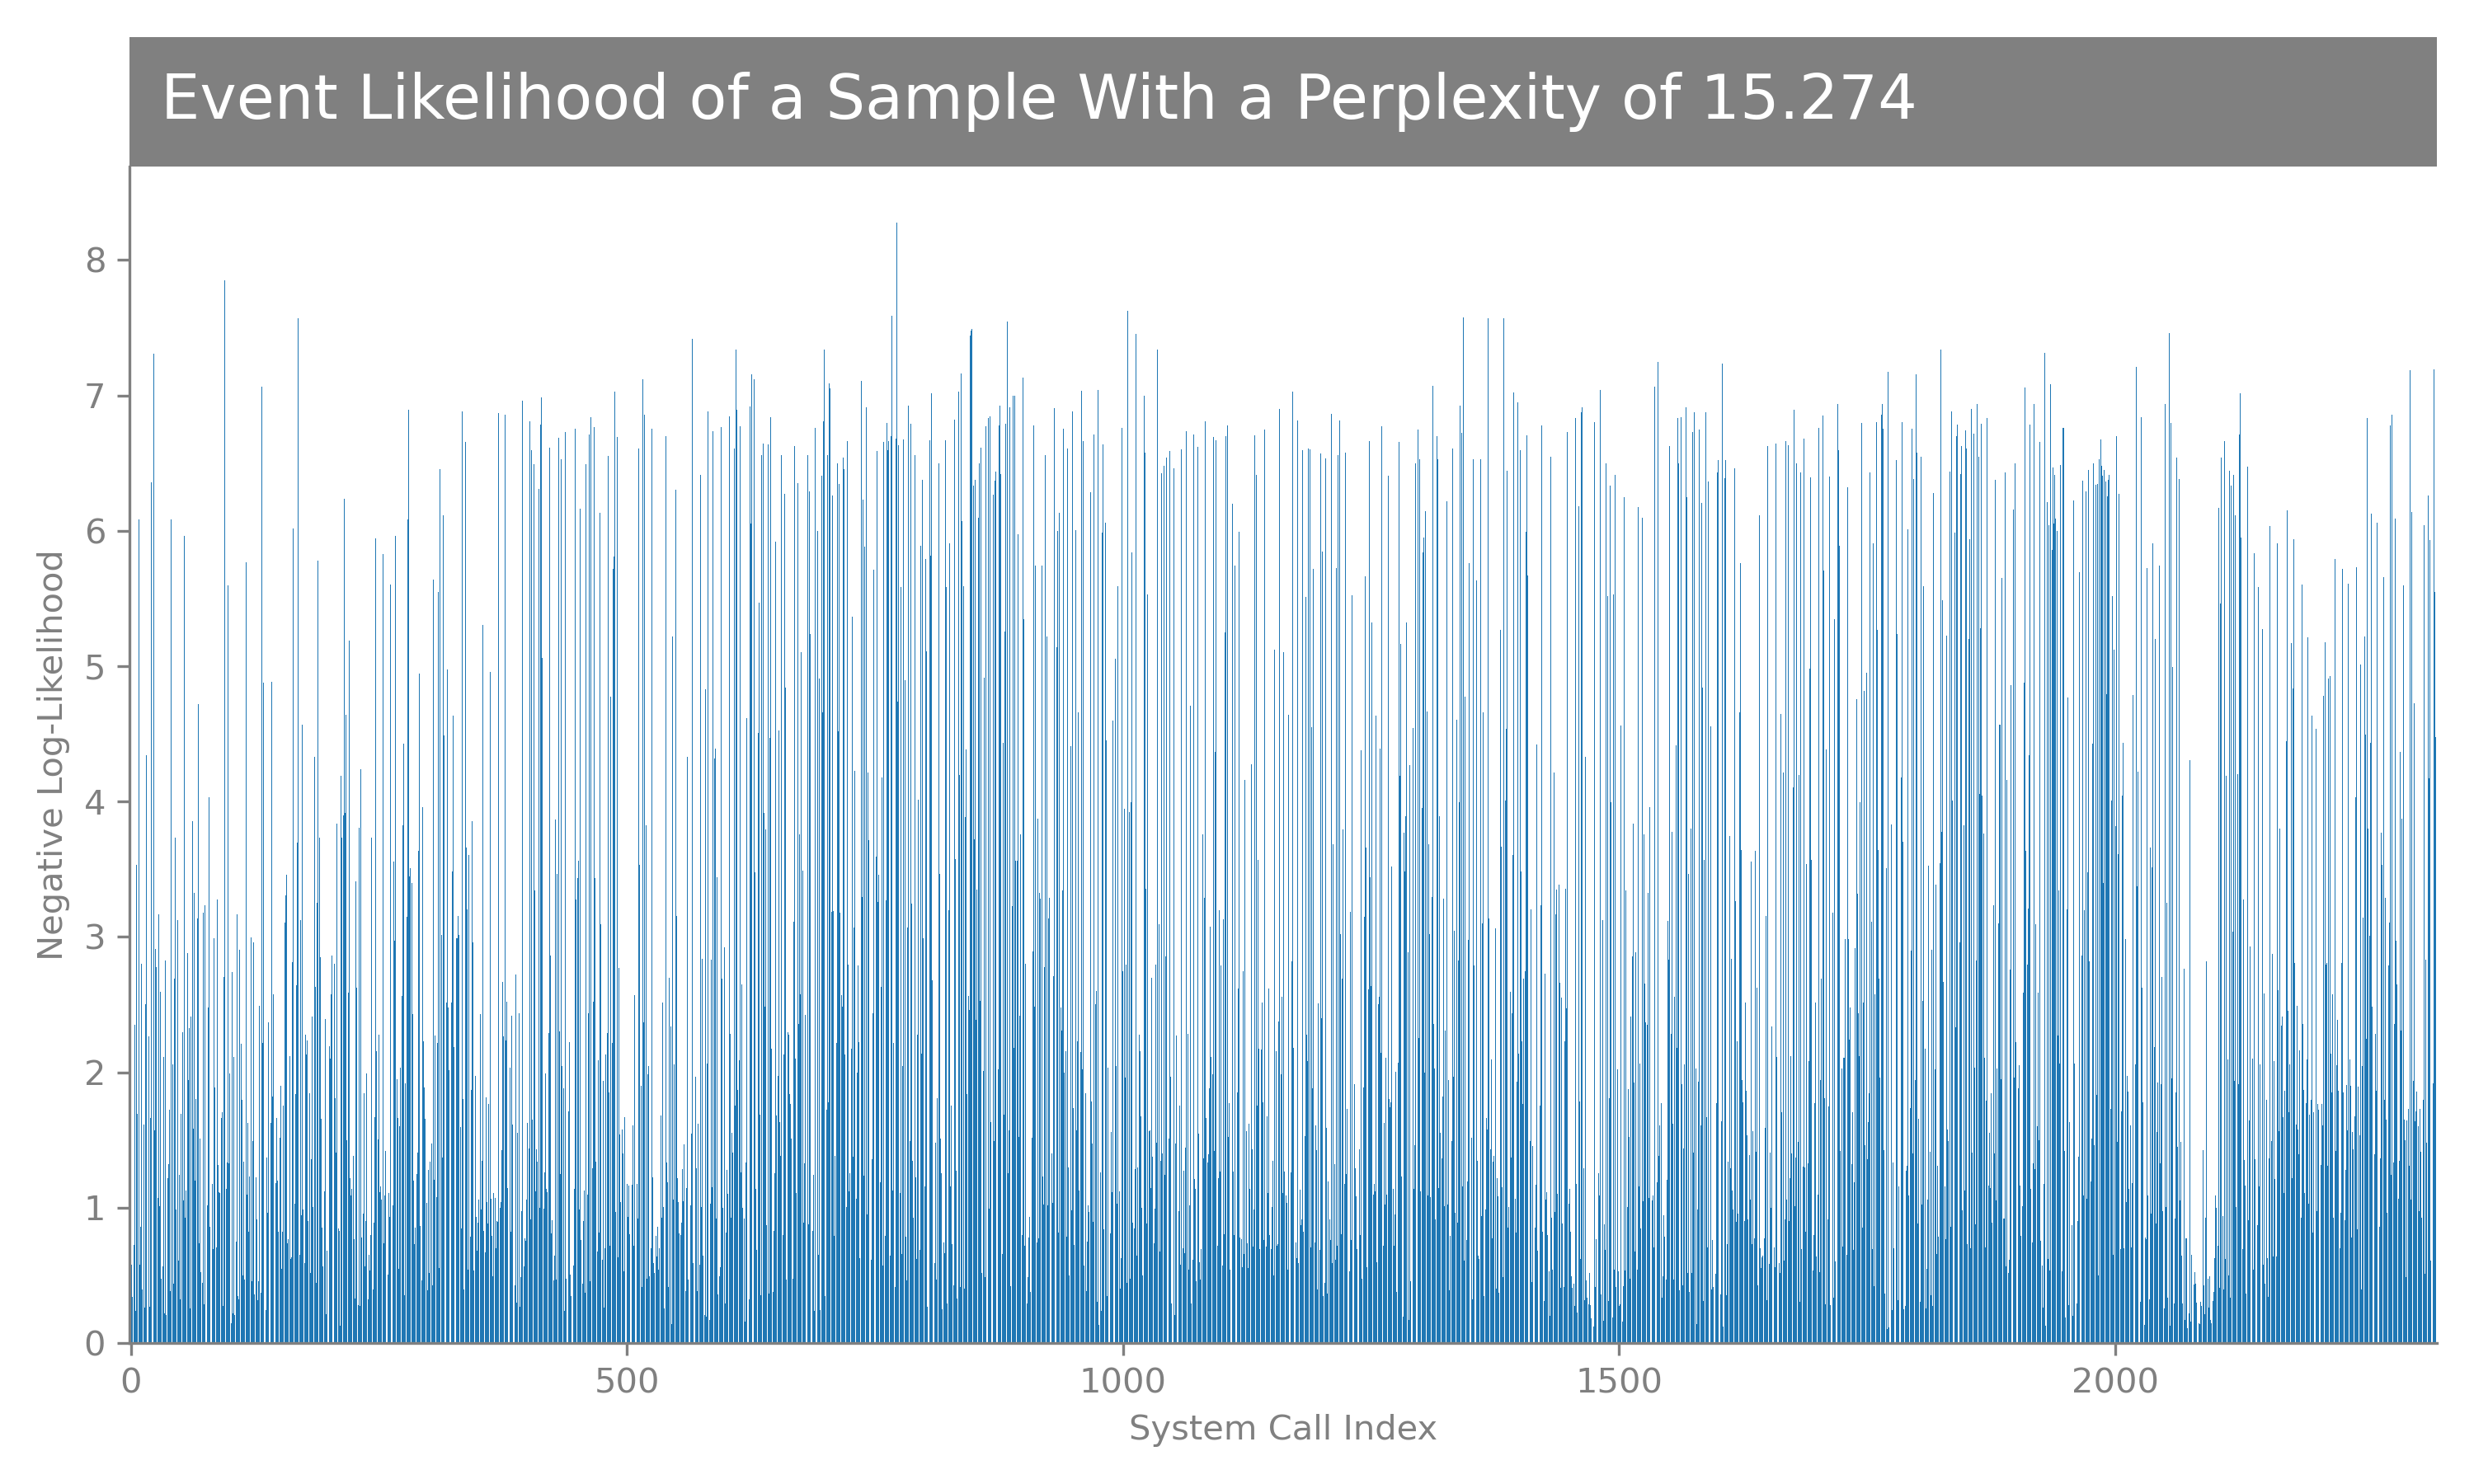 Event Likelihood of a Sample With a Perplexity of 15.274
8
7
6
5
4
3
2
1
0
Negative Log-Likelihood
0 500 1000 1500 2000
System Call Index